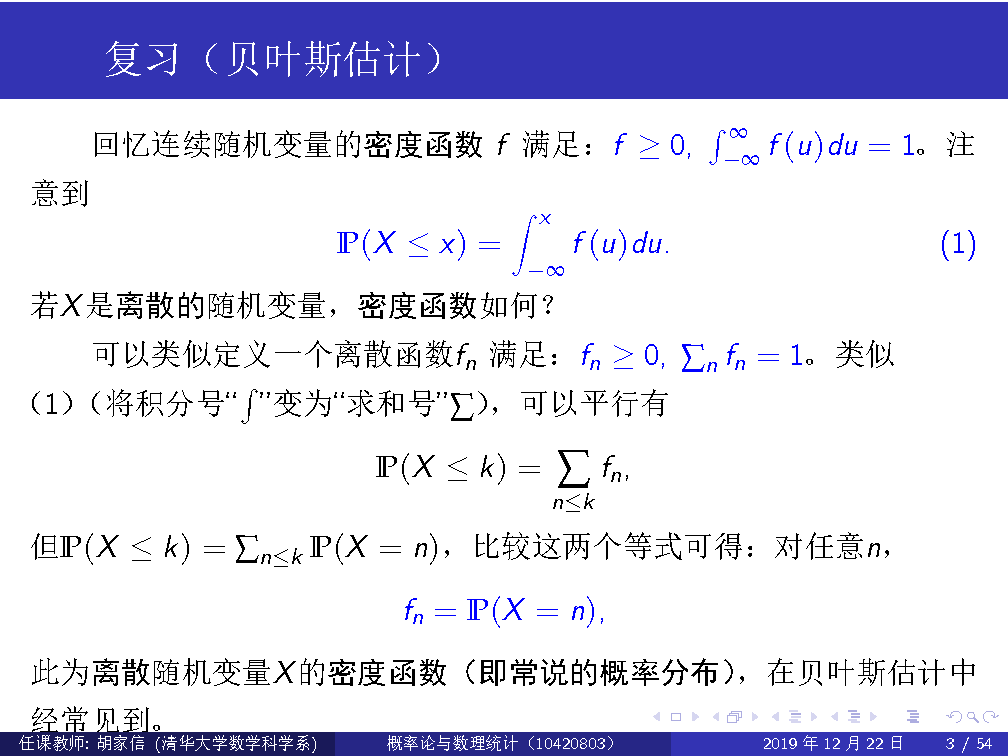 复习（贝叶斯估计）
回忆连续随机变量的密度函数 f 满足：f ≥ 0, ∫_{−∞}^{∞} f(u)du = 1。注
意到
ℙ(X ≤ x) = ∫_{−∞}^{x} f(u)du. (1)
若X是离散的随机变量，密度函数如何？
可以类似定义一个离散函数f_n 满足：f_n ≥ 0, ∑_n f_n = 1。类似
（1）（将积分号“∫”变为“求和号”∑），可以平行有
ℙ(X ≤ k) = ∑_{n≤k} f_n,
但ℙ(X ≤ k) = ∑_{n≤k} ℙ(X = n)，比较这两个等式可得：对任意n，
f_n = ℙ(X = n),
此为离散随机变量X的密度函数（即常说的概率分布），在贝叶斯估计中
经常见到。
任课教师: 胡家信 (清华大学数学科学系) 概率论与数理统计（10420803） 2019 年 12 月 22 日 3 / 54